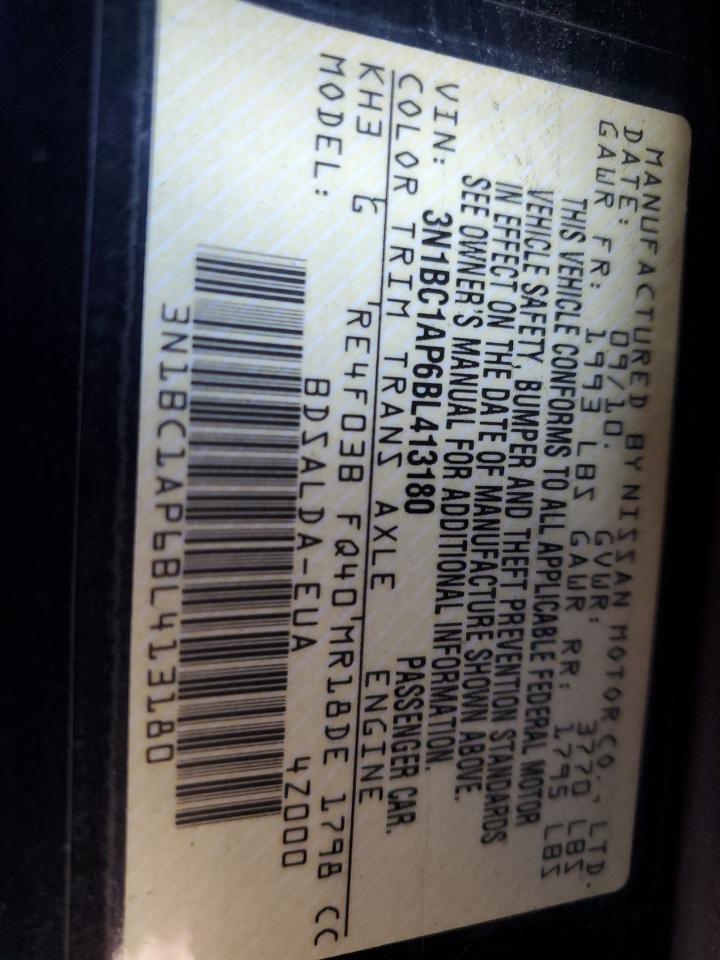 MANUFACTURED BY NISSAN MOTOR CO., LTD.
DATE: 09/10. GVWR: 3770 LBS
GAWR FR: 1993 LBS GAWR RR: 1795 LBS
THIS VEHICLE CONFORMS TO ALL APPLICABLE FEDERAL MOTOR
VEHICLE SAFETY, BUMPER AND THEFT PREVENTION STANDARDS
IN EFFECT ON THE DATE OF MANUFACTURE SHOWN ABOVE.
SEE OWNER'S MANUAL FOR ADDITIONAL INFORMATION.
VIN: 3N1BC1AP6BL413180 PASSENGER CAR.
COLOR TRIM TRANS AXLE ENGINE
KH3 G RE4F03B FQ40 MR18DE 1798 CC
MODEL: BDSALDA-EUA 4Z000
3N1BC1AP6BL413180